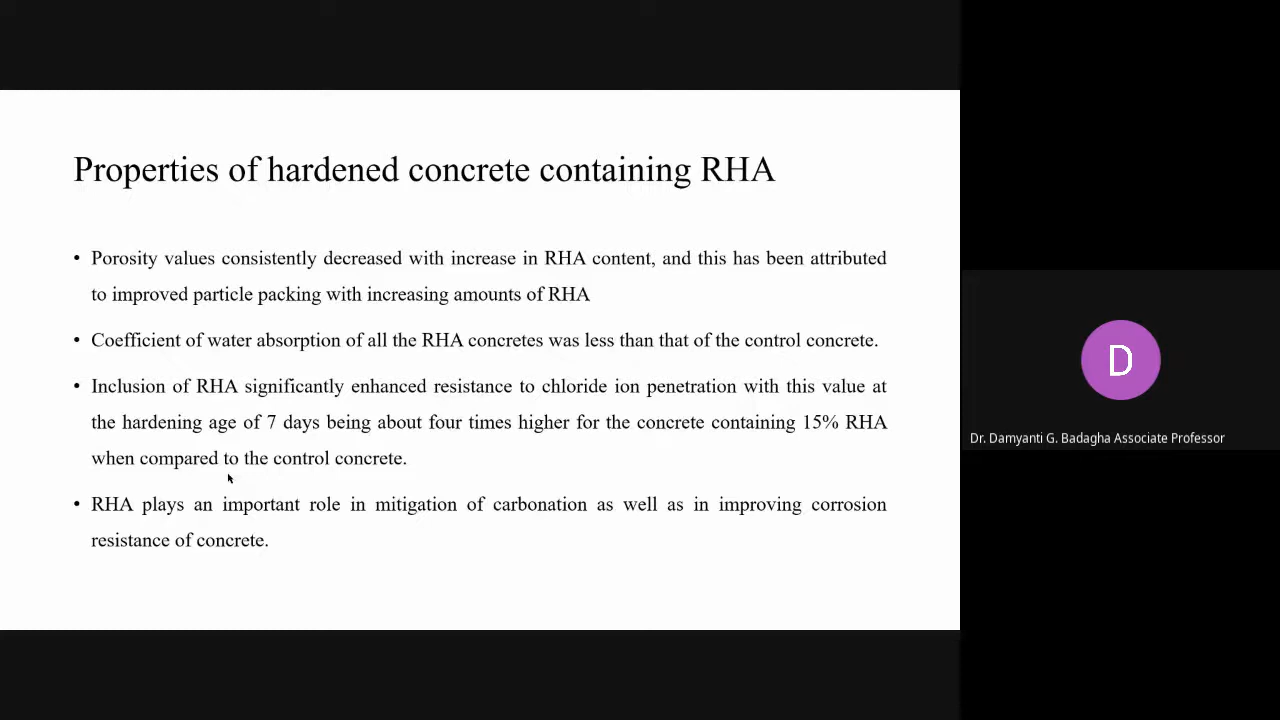 Properties of hardened concrete containing RHA
• Porosity values consistently decreased with increase in RHA content, and this has been attributed
to improved particle packing with increasing amounts of RHA
• Coefficient of water absorption of all the RHA concretes was less than that of the control concrete.
• Inclusion of RHA significantly enhanced resistance to chloride ion penetration with this value at
the hardening age of 7 days being about four times higher for the concrete containing 15% RHA
when compared to the control concrete.
• RHA plays an important role in mitigation of carbonation as well as in improving corrosion
resistance of concrete.
D
Dr. Damyanti G. Badagha Associate Professor